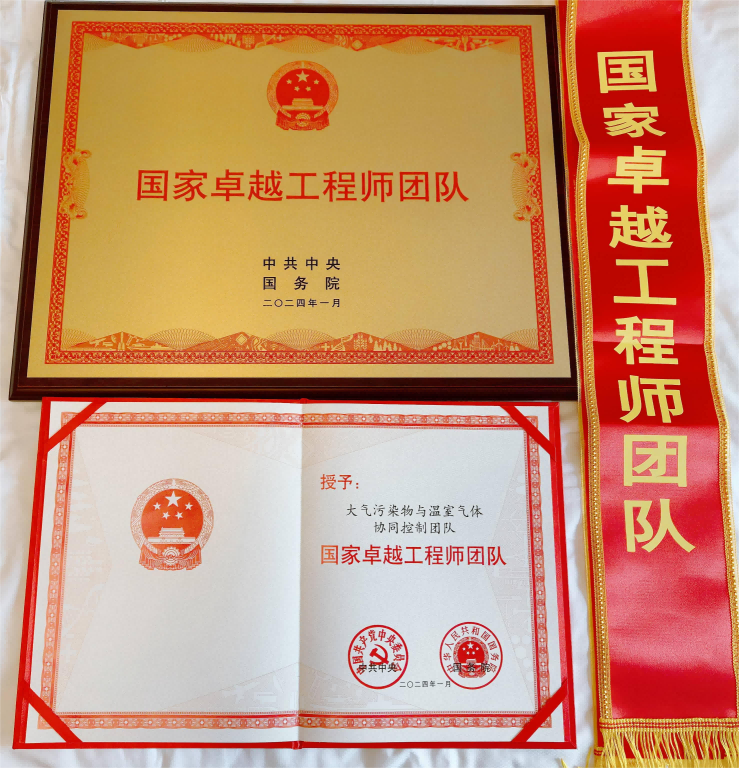 国家卓越工程师团队
中共中央
国务院
二〇二四年一月
国家卓越工程师团队
授予：
大气污染物与温室气体
协同控制团队
国家卓越工程师团队
中国共产党中央委员会
中共中央
中华人民共和国国务院
国务院
二〇二四年一月